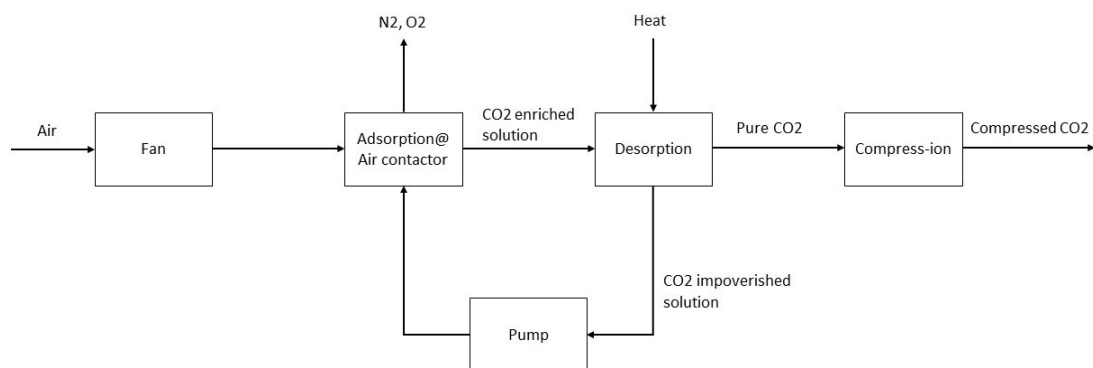 N2, O2
Heat
Air
Fan
Adsorption@
Air contactor
CO2 enriched
solution
Desorption
Pure CO2
Compress-ion
Compressed CO2
CO2 impoverished
solution
Pump